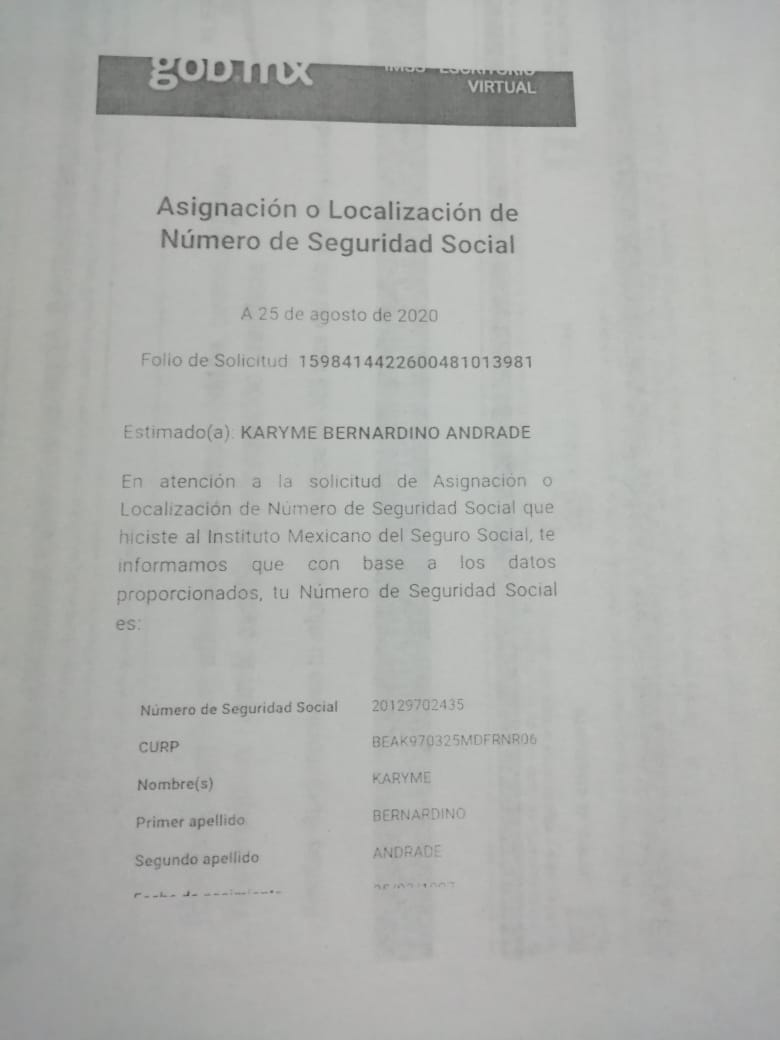 gob.mx
IMSS ESCRITORIO
VIRTUAL
Asignación o Localización de
Número de Seguridad Social
A 25 de agosto de 2020
Folio de Solicitud 1598414422600481013981
Estimado(a): KARYME BERNARDINO ANDRADE
En atención a la solicitud de Asignación o
Localización de Número de Seguridad Social que
hiciste al Instituto Mexicano del Seguro Social, te
informamos que con base a los datos
proporcionados, tu Número de Seguridad Social
es:
Número de Seguridad Social 20129702435
CURP BEAK970325MDFRNR06
Nombre(s) KARYME
Primer apellido BERNARDINO
Segundo apellido ANDRADE